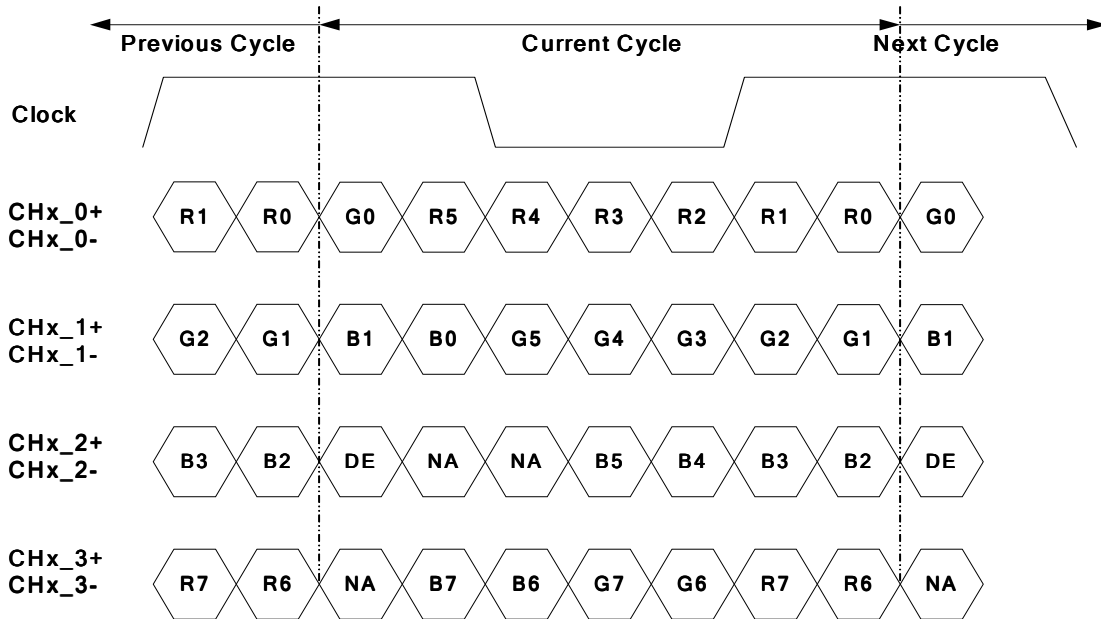 Previous Cycle Current Cycle Next Cycle
Clock
CHx_0+
CHx_0-
R1 R0 G0 R5 R4 R3 R2 R1 R0 G0
CHx_1+
CHx_1-
G2 G1 B1 B0 G5 G4 G3 G2 G1 B1
CHx_2+
CHx_2-
B3 B2 DE NA NA B5 B4 B3 B2 DE
CHx_3+
CHx_3-
R7 R6 NA B7 B6 G7 G6 R7 R6 NA